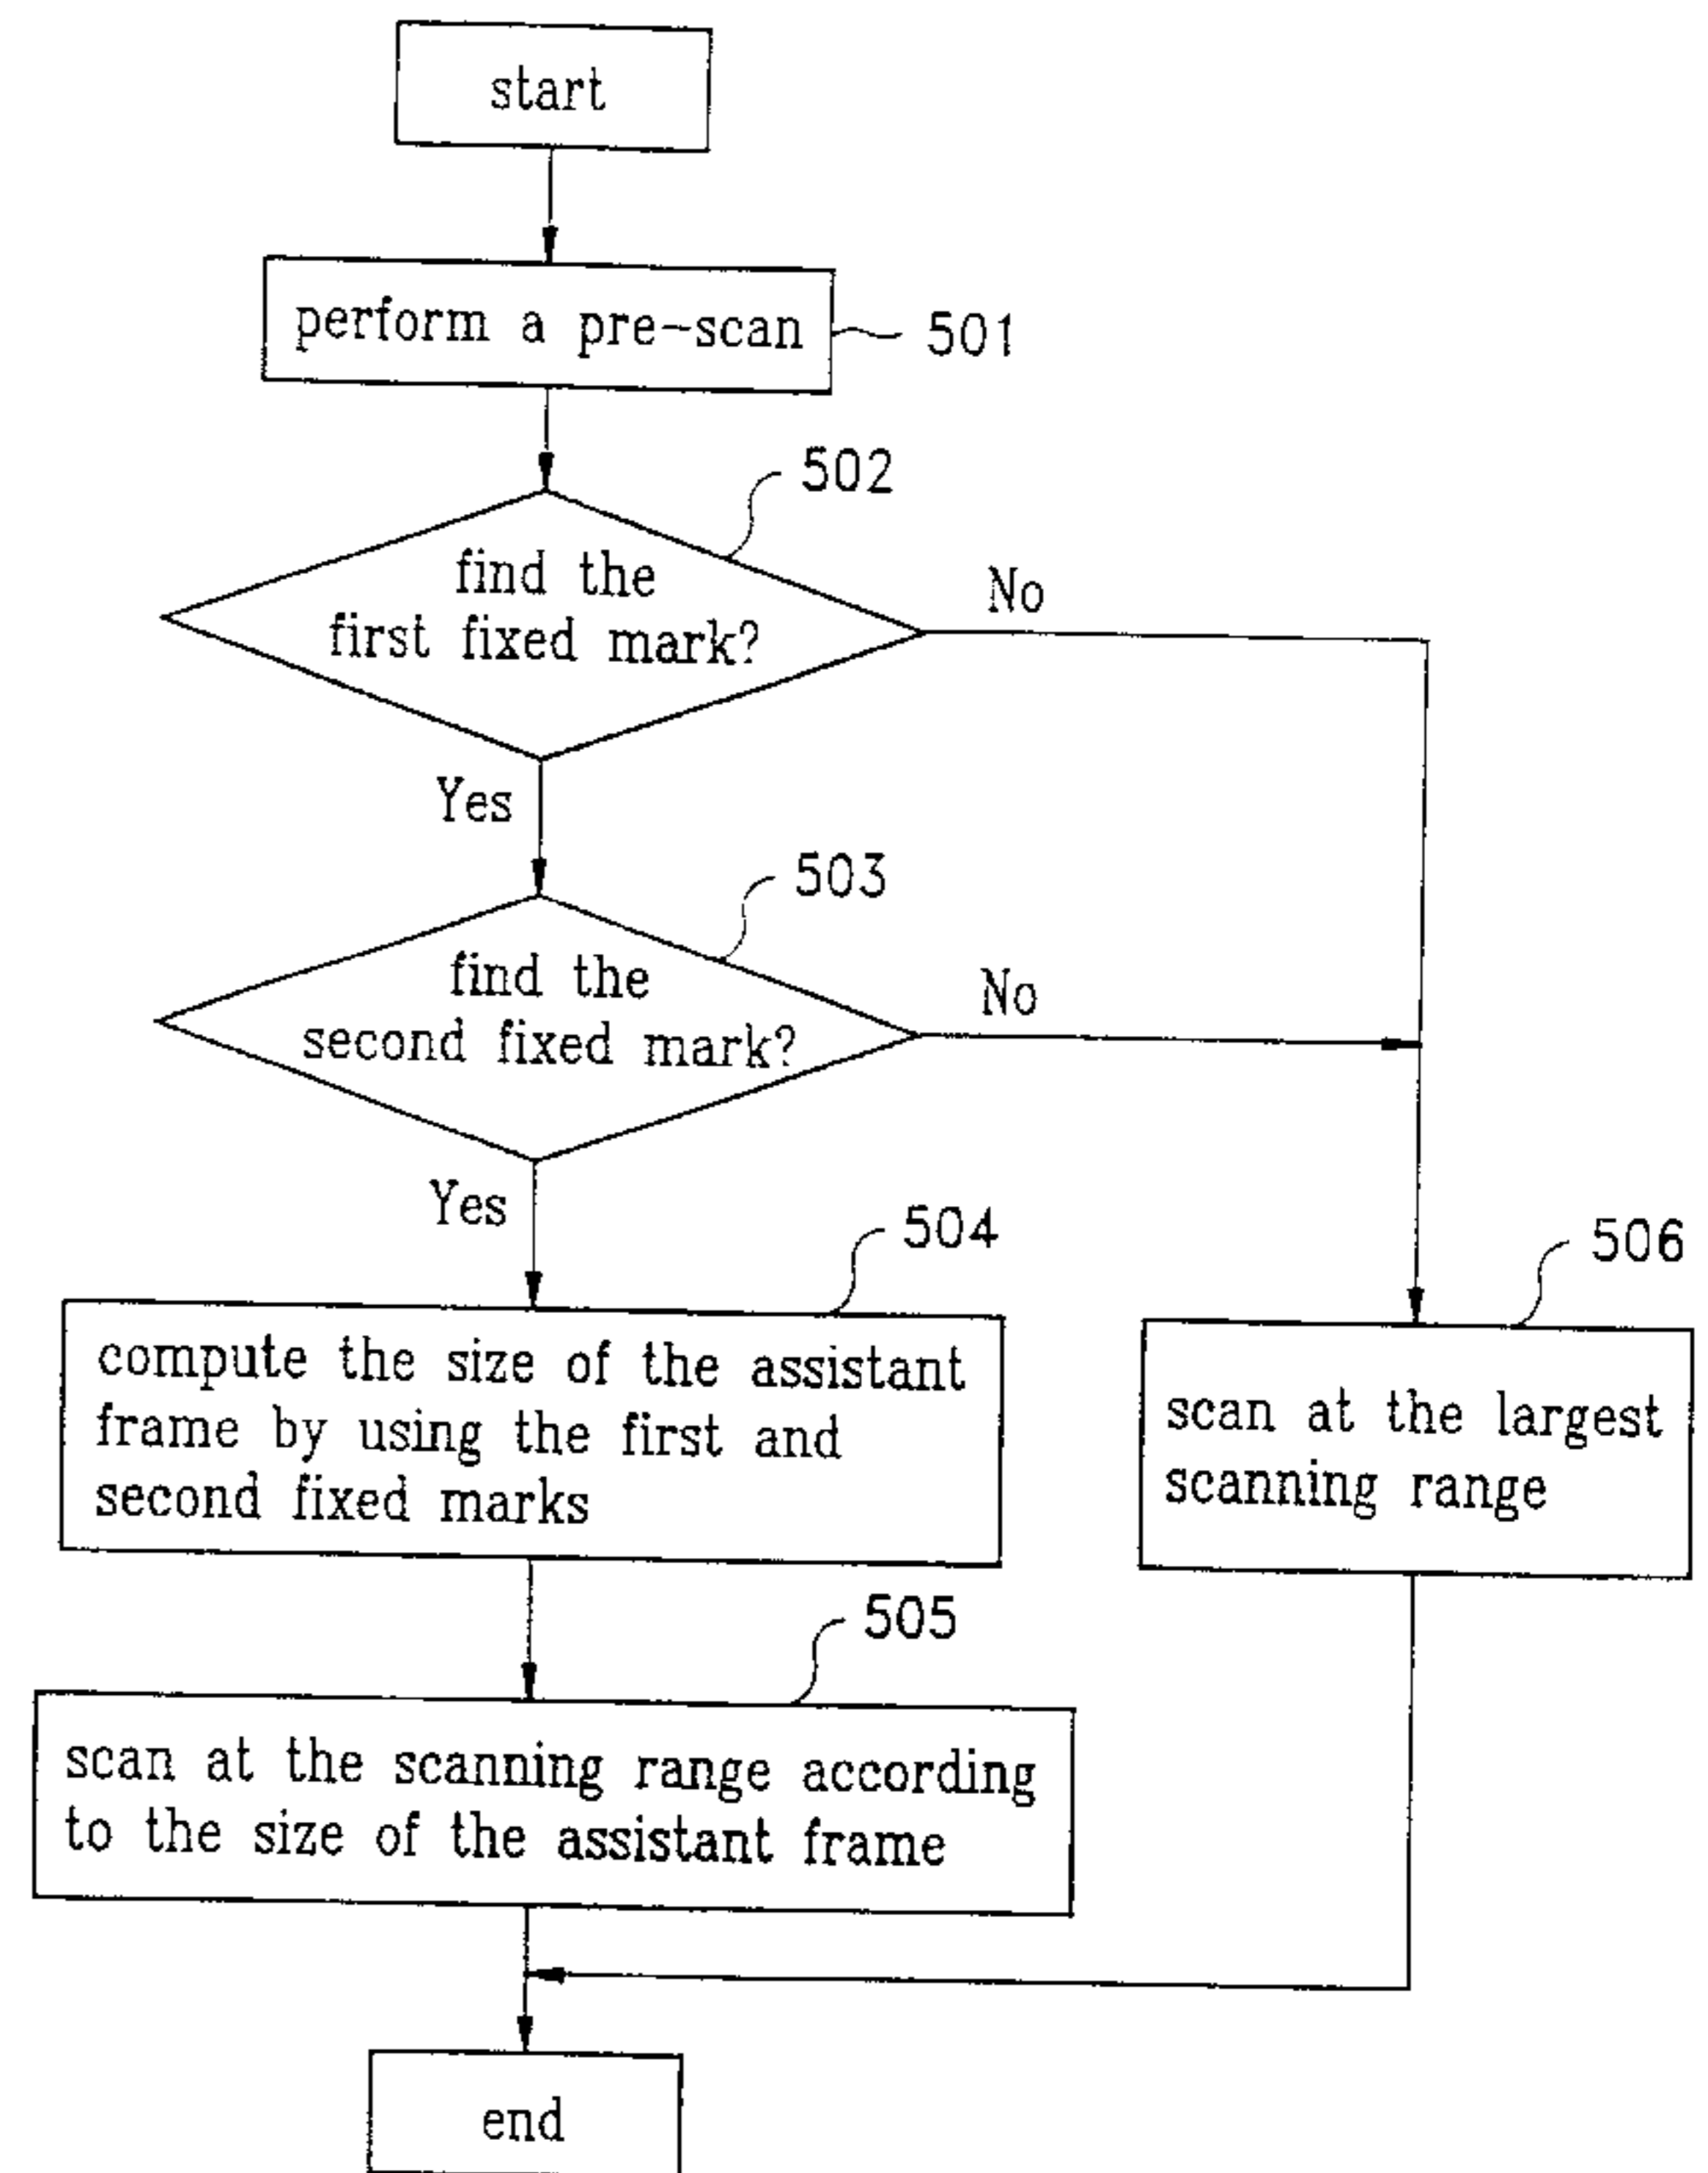 start
perform a pre-scan
501
502
find the
first fixed mark?
No
Yes
503
find the
second fixed mark?
No
Yes
504
compute the size of the assistant
frame by using the first and
second fixed marks
506
scan at the largest
scanning range
505
scan at the scanning range according
to the size of the assistant frame
end